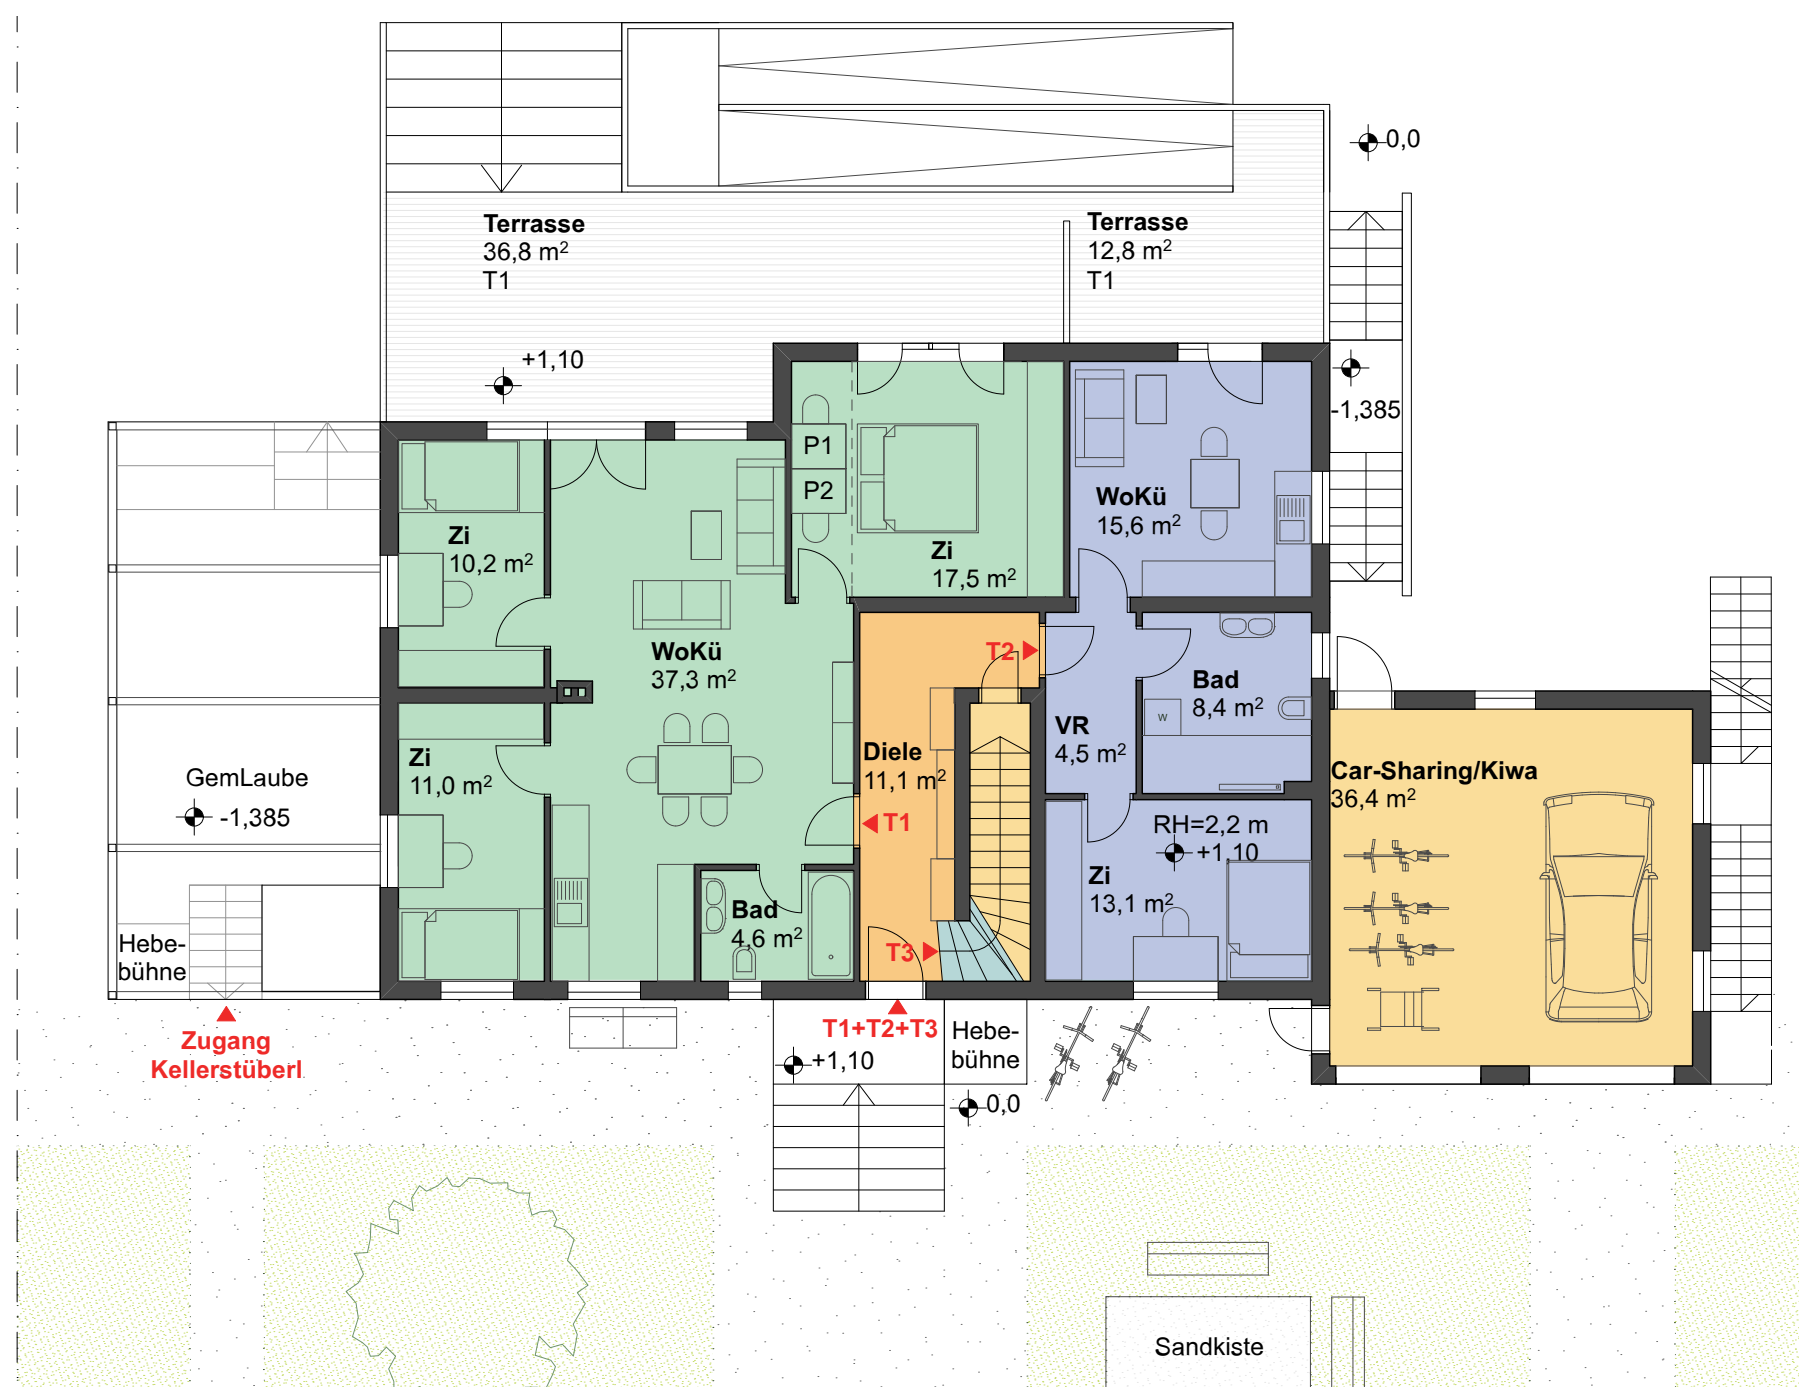 0,0
Terrasse
36,8 m²
T1
Terrasse
12,8 m²
T1
+1,10
-1,385
P1
P2
WoKü
15,6 m²
Zi
10,2 m²
Zi
17,5 m²
WoKü
37,3 m²
T2
Bad
8,4 m²
W
VR
4,5 m²
Diele
11,1 m²
Zi
11,0 m²
GemLaube
-1,385
Car-Sharing/Kiwa
36,4 m²
T1
RH=2,2 m
+1,10
Zi
13,1 m²
Bad
4,6 m²
T3
Hebe-
bühne
Zugang
Kellerstüberl
T1+T2+T3
+1,10
Hebe-
bühne
0,0
Sandkiste